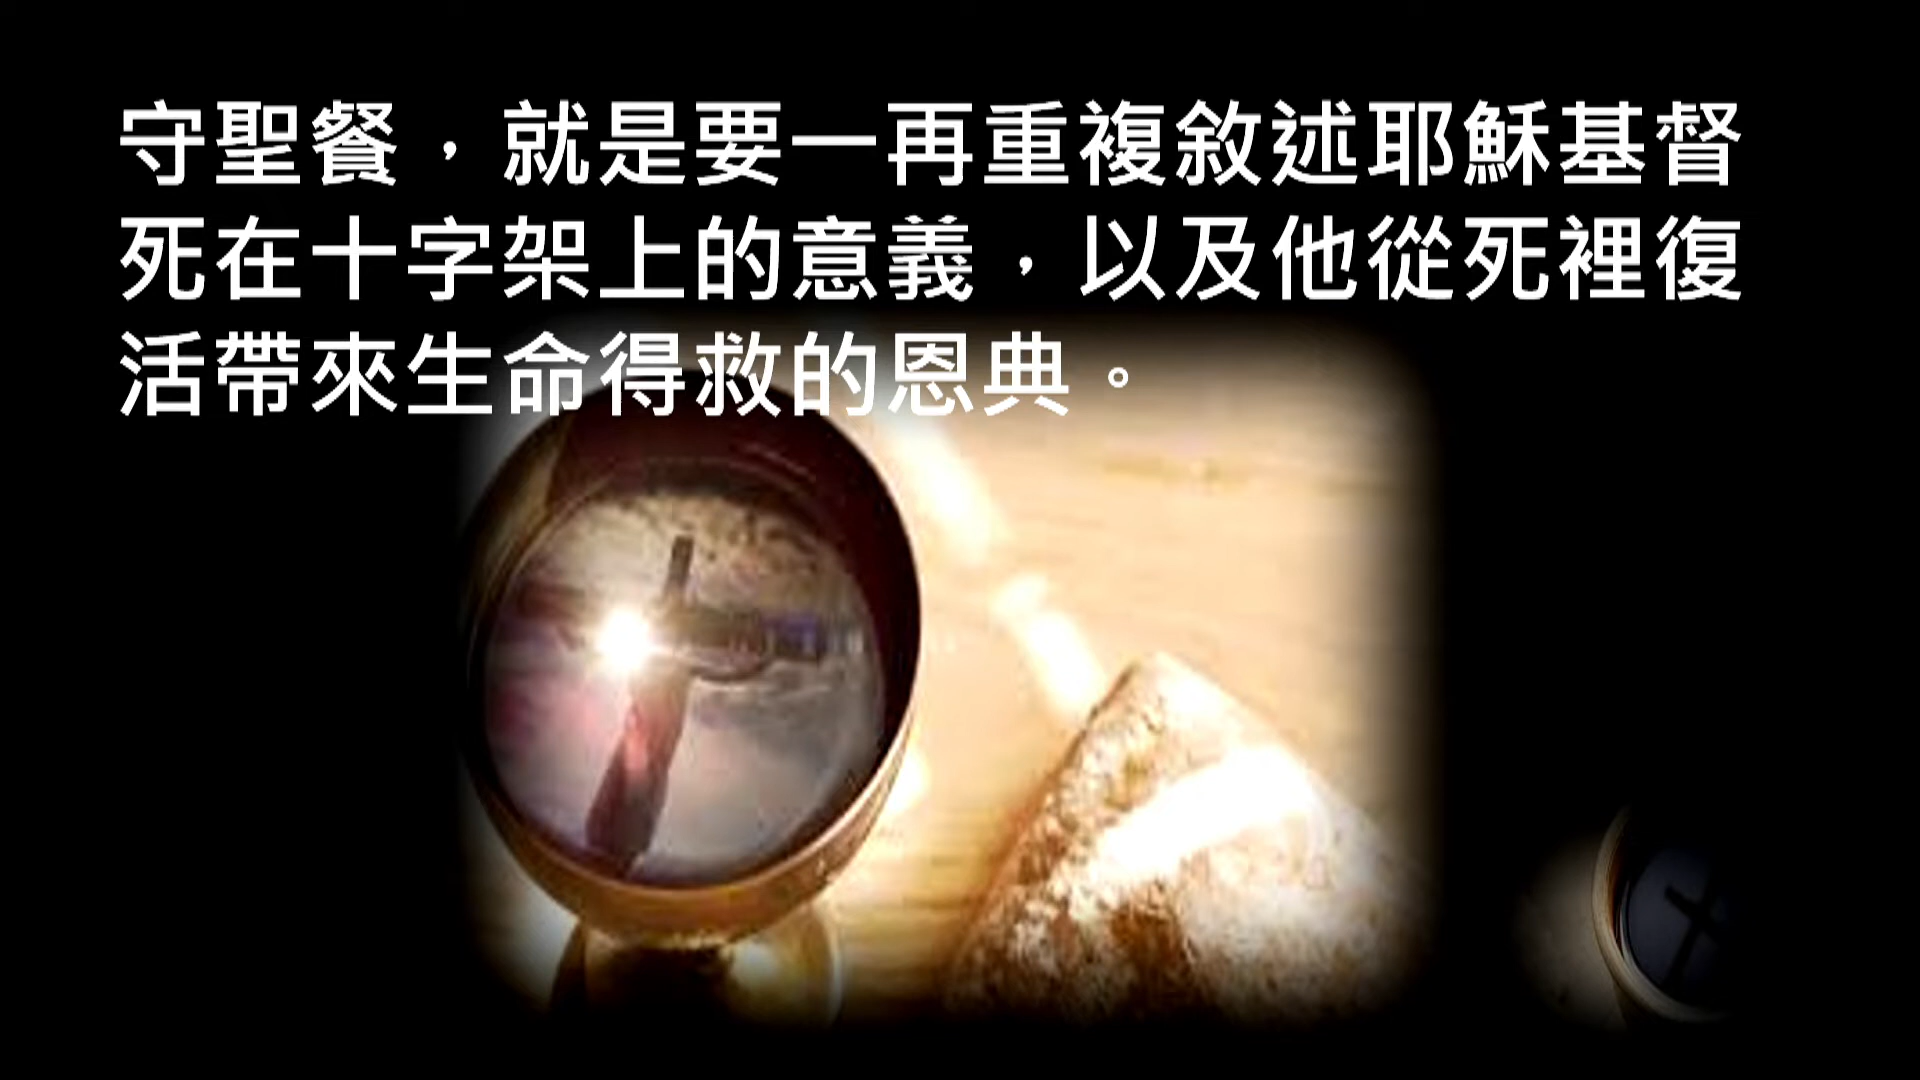 守聖餐，就是要一再重複敘述耶穌基督
死在十字架上的意義，以及他從死裡復
活帶來生命得救的恩典。